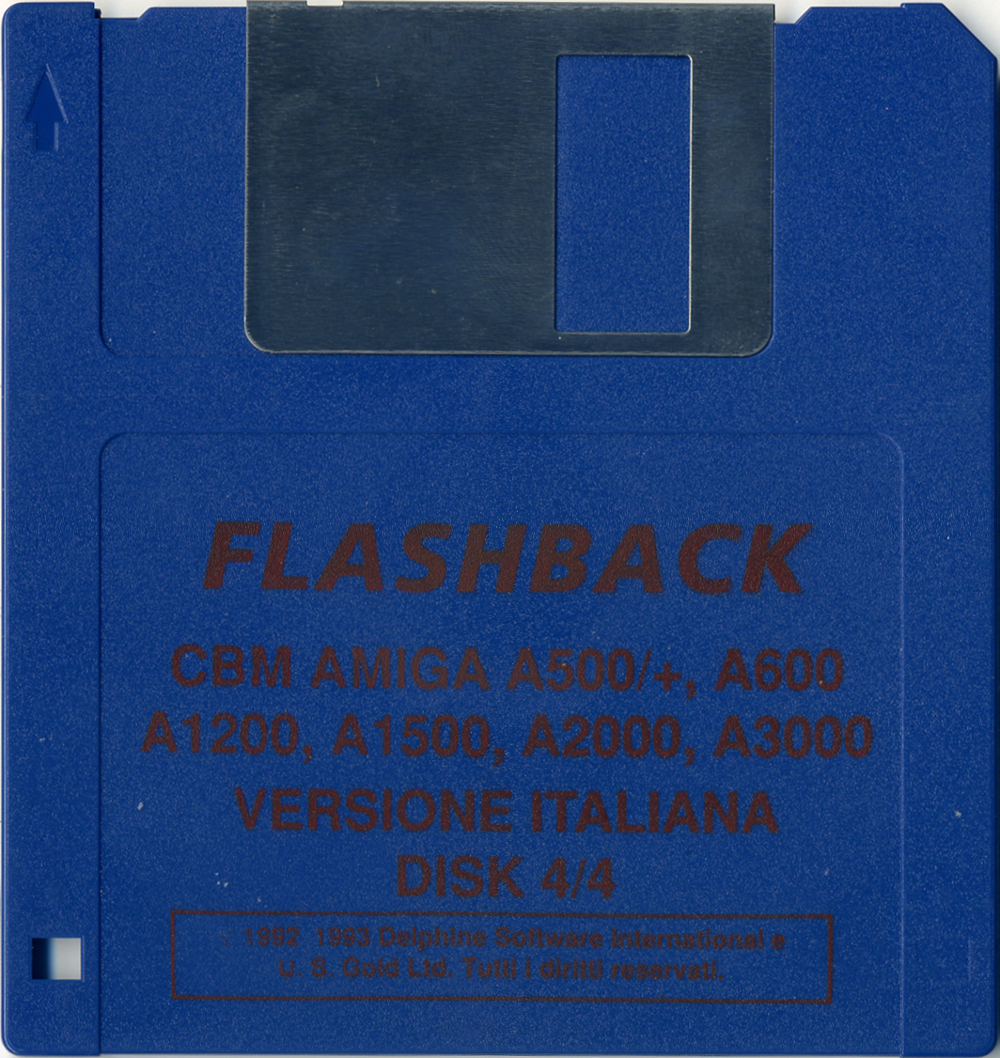 FLASHBACK
CBM AMIGA A500/+, A600
A1200, A1500, A2000, A3000
VERSIONE ITALIANA
DISK 4/4
1992 1993 Delphine Software International e
U. S. Gold Ltd. Tutti i diritti reservati.